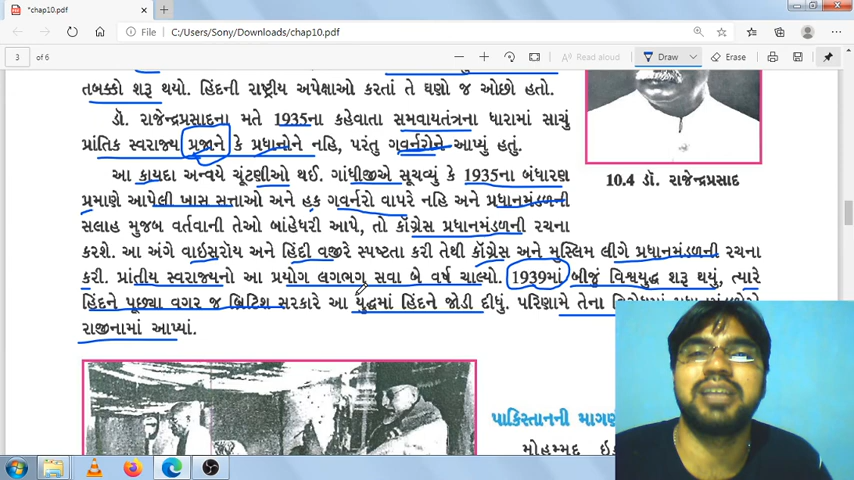 *chap10.pdf
File | C:/Users/Sony/Downloads/chap10.pdf
3 of 6
Draw
Erase
તબક્કો શરૂ થયો. હિંદની રાષ્ટ્રીય અપેક્ષાઓ કરતાં તે ઘણો જ ઓછો હતો.
ડૉ. રાજેન્દ્રપ્રસાદના મતે 1935ના કહેવાતા સમવાયતંત્રના ધારામાં સાચું
પ્રાંતિક સ્વરાજ્ય પ્રજાને કે પ્રધાનોને નહિ, પરંતુ ગવર્નરોને આપ્યું હતું.
આ કાયદા અન્વયે ચૂંટણીઓ થઈ. ગાંધીજીએ સૂચવ્યું કે 1935ના બંધારણ
10.4 ડૉ. રાજેન્દ્રપ્રસાદ
પ્રમાણે આપેલી ખાસ સત્તાઓ અને હક ગવર્નરો વાપરે નહિ અને પ્રધાનમંડળની
સલાહ મુજબ વર્તવાની તેઓ બાંહેધરી આપે, તો કૉંગ્રેસ પ્રધાનમંડળની રચના
કરશે. આ અંગે વાઇસરૉય અને હિંદી વજીરે સ્પષ્ટતા કરી તેથી કૉંગ્રેસ અને મુસ્લિમ લીગે પ્રધાનમંડળની રચના
કરી. પ્રાંતીય સ્વરાજ્યનો આ પ્રયોગ લગભગ સવા બે વર્ષ ચાલ્યો. 1939માં બીજું વિશ્વયુદ્ધ શરૂ થયું, ત્યારે
હિંદને પૂછ્યા વગર જ બ્રિટિશ સરકારે આ યુદ્ધમાં હિંદને જોડી દીધું. પરિણામે તેના
રાજીનામાં આપ્યાં.
પાકિસ્તાનની
મોહમ્મદ